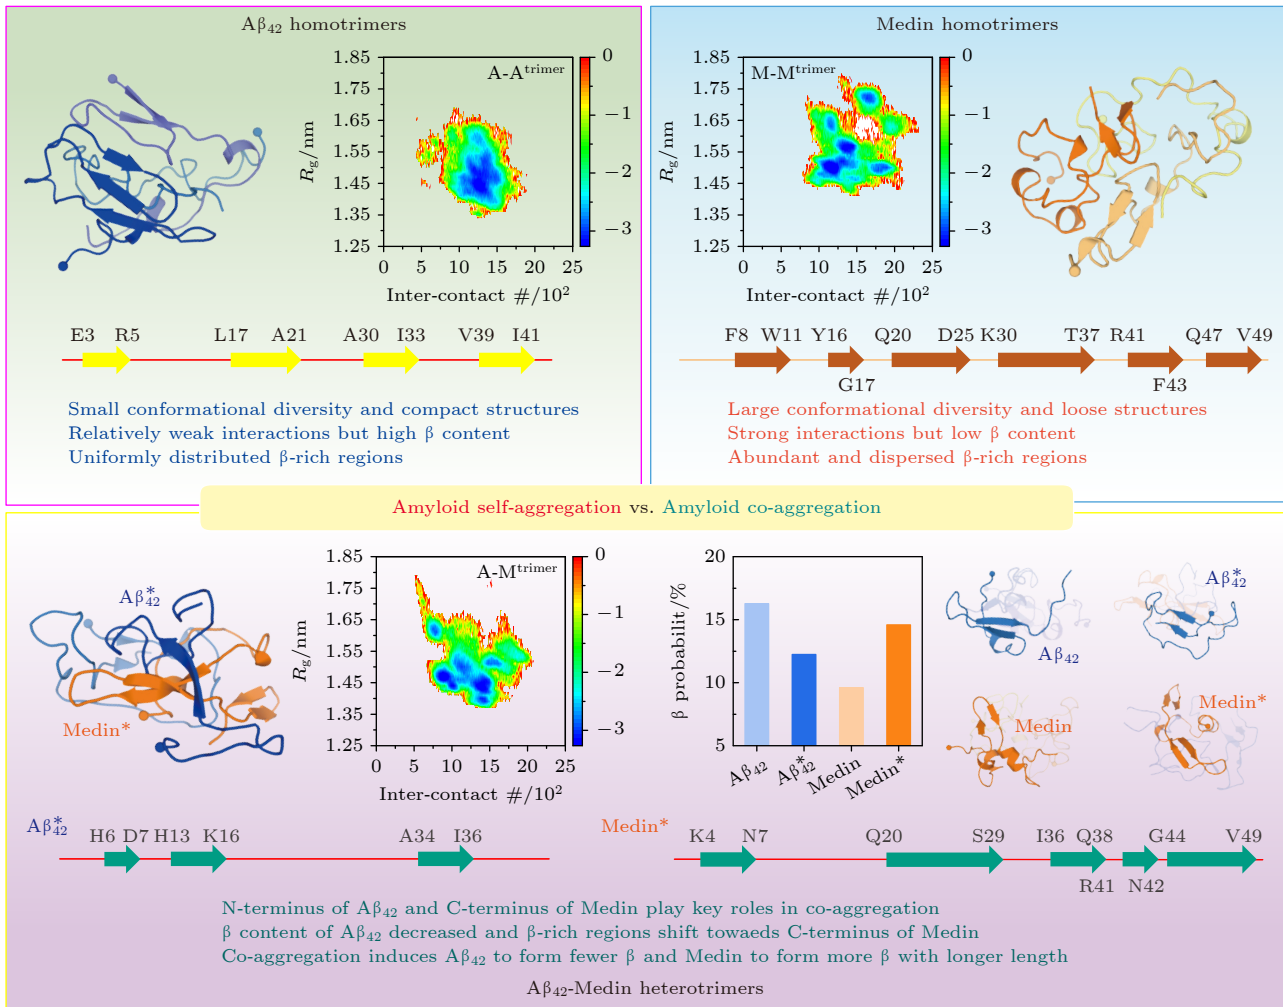 Aβ42 homotrimers
A-A^trimer
Rg/nm
1.85
1.75
1.65
1.55
1.45
1.35
1.25
0 5 10 15 20 25
Inter-contact #/10²
0
−1
−2
−3
E3 R5 L17 A21 A30 I33 V39 I41
Small conformational diversity and compact structures
Relatively weak interactions but high β content
Uniformly distributed β-rich regions
Medin homotrimers
M-M^trimer
Rg/nm
1.85
1.75
1.65
1.55
1.45
1.35
1.25
0 5 10 15 20 25
Inter-contact #/10²
0
−1
−2
−3
F8 W11 Y16 Q20 D25 K30 T37 R41 Q47 V49
G17 F43
Large conformational diversity and loose structures
Strong interactions but low β content
Abundant and dispersed β-rich regions
Amyloid self-aggregation vs. Amyloid co-aggregation
Aβ*42
Medin*
A-M^trimer
Rg/nm
1.85
1.75
1.65
1.55
1.45
1.35
1.25
0 5 10 15 20 25
Inter-contact #/10²
0
−1
−2
−3
β probabilit/%
20
15
10
5
Aβ42 Aβ*42 Medin Medin*
Aβ42
Aβ*42
Medin
Medin*
Aβ*42
H6 D7 H13 K16 A34 I36
Medin*
K4 N7 Q20 S29 I36 Q38 G44 V49
R41 N42
N-terminus of Aβ42 and C-terminus of Medin play key roles in co-aggregation
β content of Aβ42 decreased and β-rich regions shift towaeds C-terminus of Medin
Co-aggregation induces Aβ42 to form fewer β and Medin to form more β with longer length
Aβ42-Medin heterotrimers